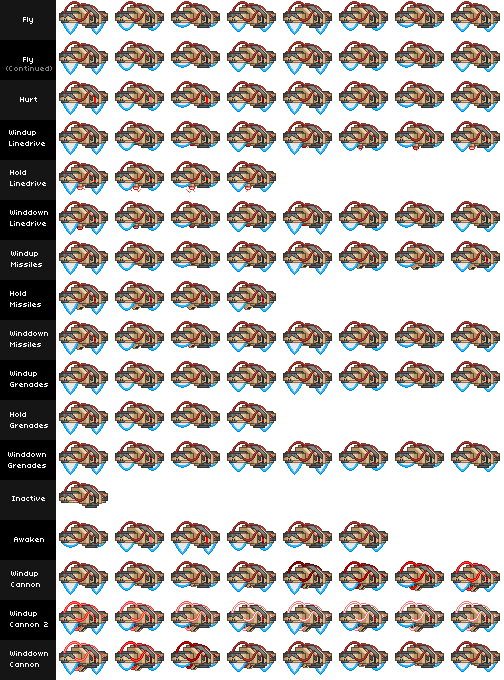 Fly
Fly
(Continued)
Hurt
Windup
Linedrive
Hold
Linedrive
Winddown
Linedrive
Windup
Missiles
Hold
Missiles
Winddown
Missiles
Windup
Grenades
Hold
Grenades
Winddown
Grenades
Inactive
Awaken
Windup
Cannon
Windup
Cannon 2
Winddown
Cannon